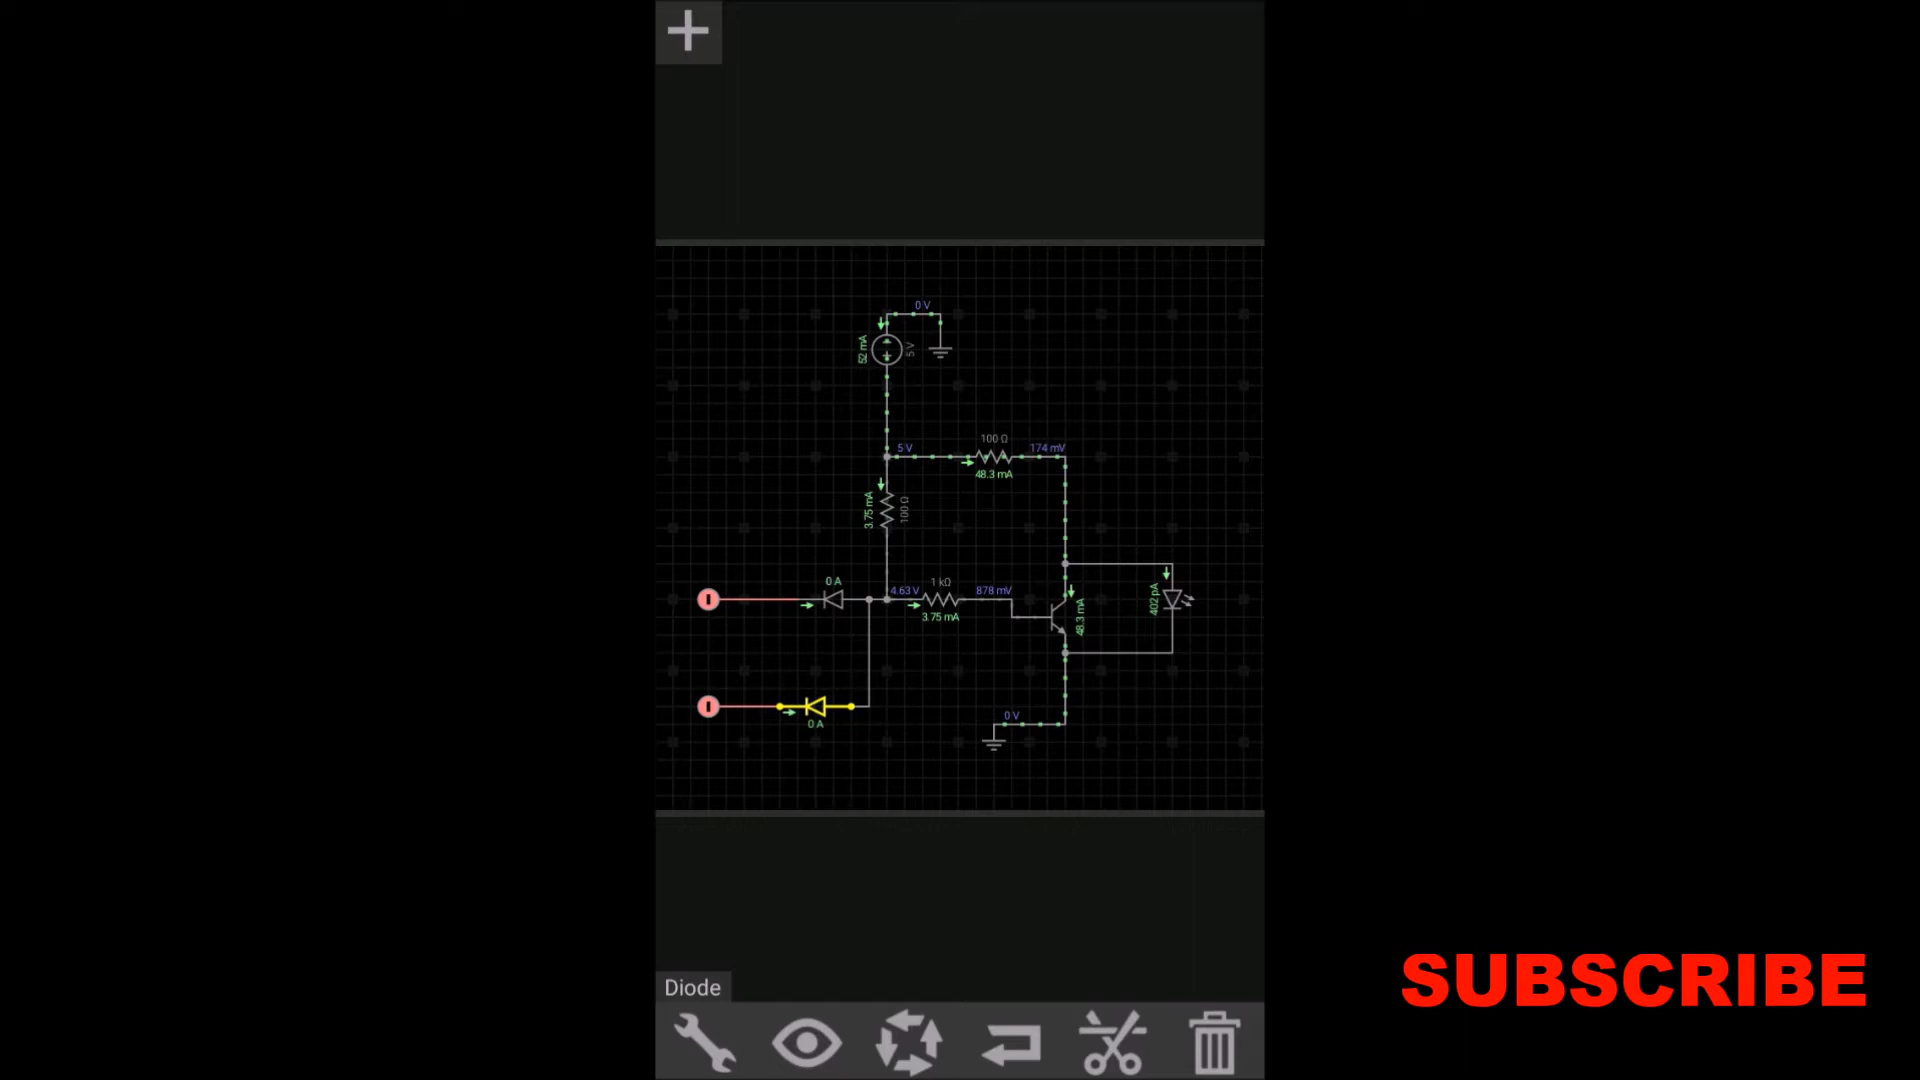 0 V
52 mA
5 V
5 V
100 Ω
174 mV
48.3 mA
3.75 mA
100 Ω
0 A
4.63 V
1 kΩ
878 mV
3.75 mA
48.3 mA
402 pA
0 A
0 V
Diode
SUBSCRIBE